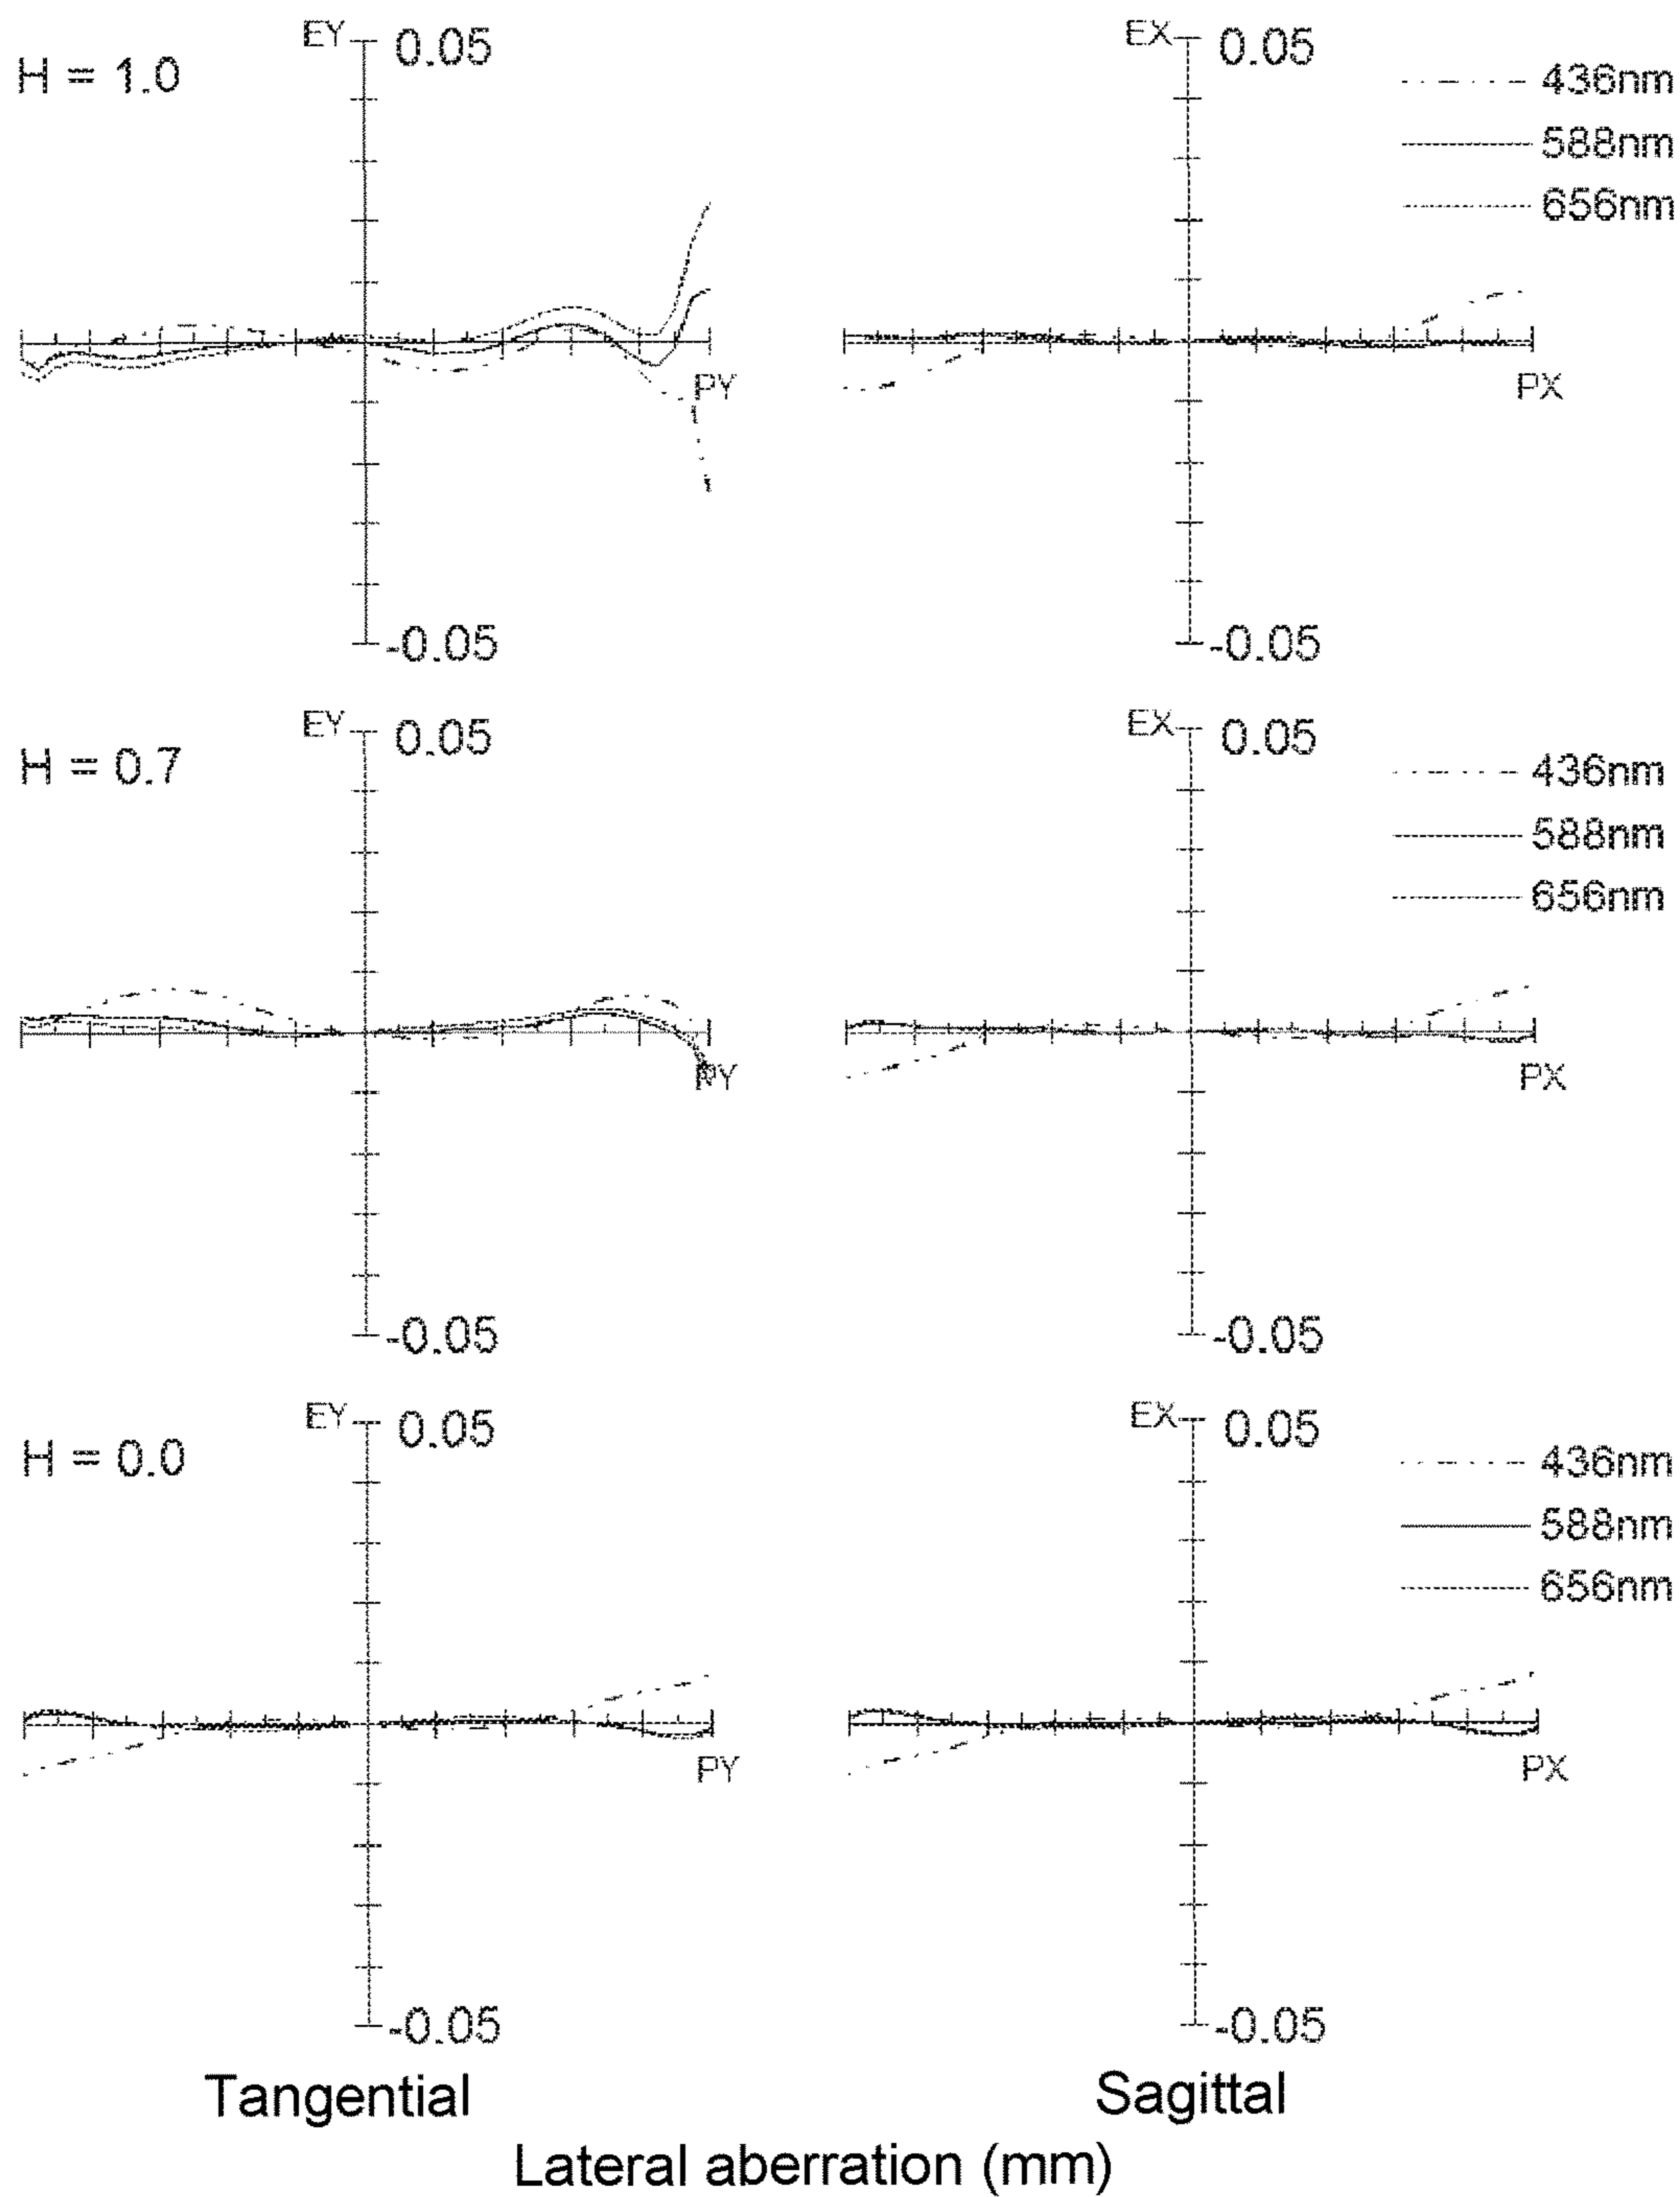 EY 0.05 EX 0.05
H = 1.0 436nm
588nm
656nm
PY PX
-0.05 -0.05
EY 0.05 EX 0.05
H = 0.7 436nm
588nm
656nm
PY PX
-0.05 -0.05
EY 0.05 EX 0.05
H = 0.0 436nm
588nm
656nm
PY PX
-0.05 -0.05
Tangential Sagittal
Lateral aberration (mm)